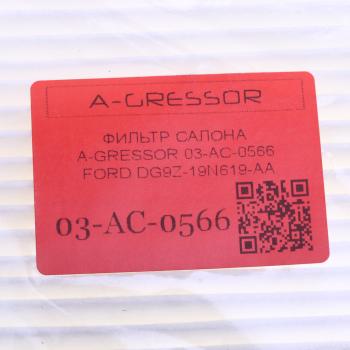 A-GRESSOR
ФИЛЬТР САЛОНА
A-GRESSOR 03-AC-0566
FORD DG9Z-19N619-AA
03-AC-0566